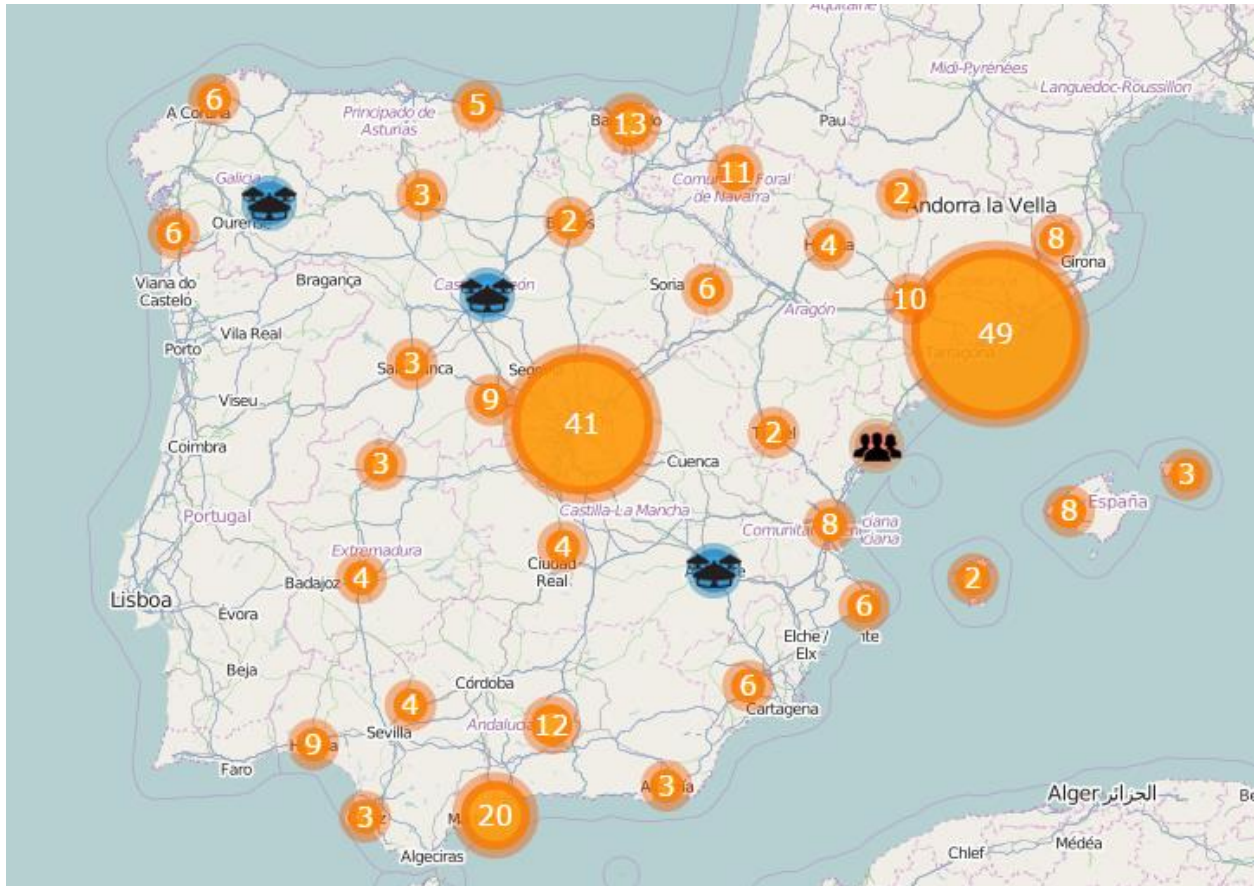 Aquitaine
Midi-Pyrénées
Languedoc-Roussillon
6
A Coruña
Principado de
Asturias
5
13
Pau
11
Comunidad Foral
de Navarra
Galicia
3
2
Andorra la Vella
Ourense
6
2
4
8
Girona
Viana do
Castelo
Bragança
Castilla y León
Soria
6
10
Aragón
49
Tarragona
Vila Real
Porto
3
Salamanca
Segovia
9
Viseu
41
2
Coimbra
3
Cuenca
3
8
España
Portugal
Castilla-La Mancha
8
Extremadura
4
Ciudad
Real
Badajoz
4
2
Lisboa
Évora
6
Elche /
Elx
Beja
Córdoba
6
Cartagena
4
Sevilla
Andalucía
12
9
Faro
3
3
20
Alger الجزائر
Algeciras
Chlef
Médéa